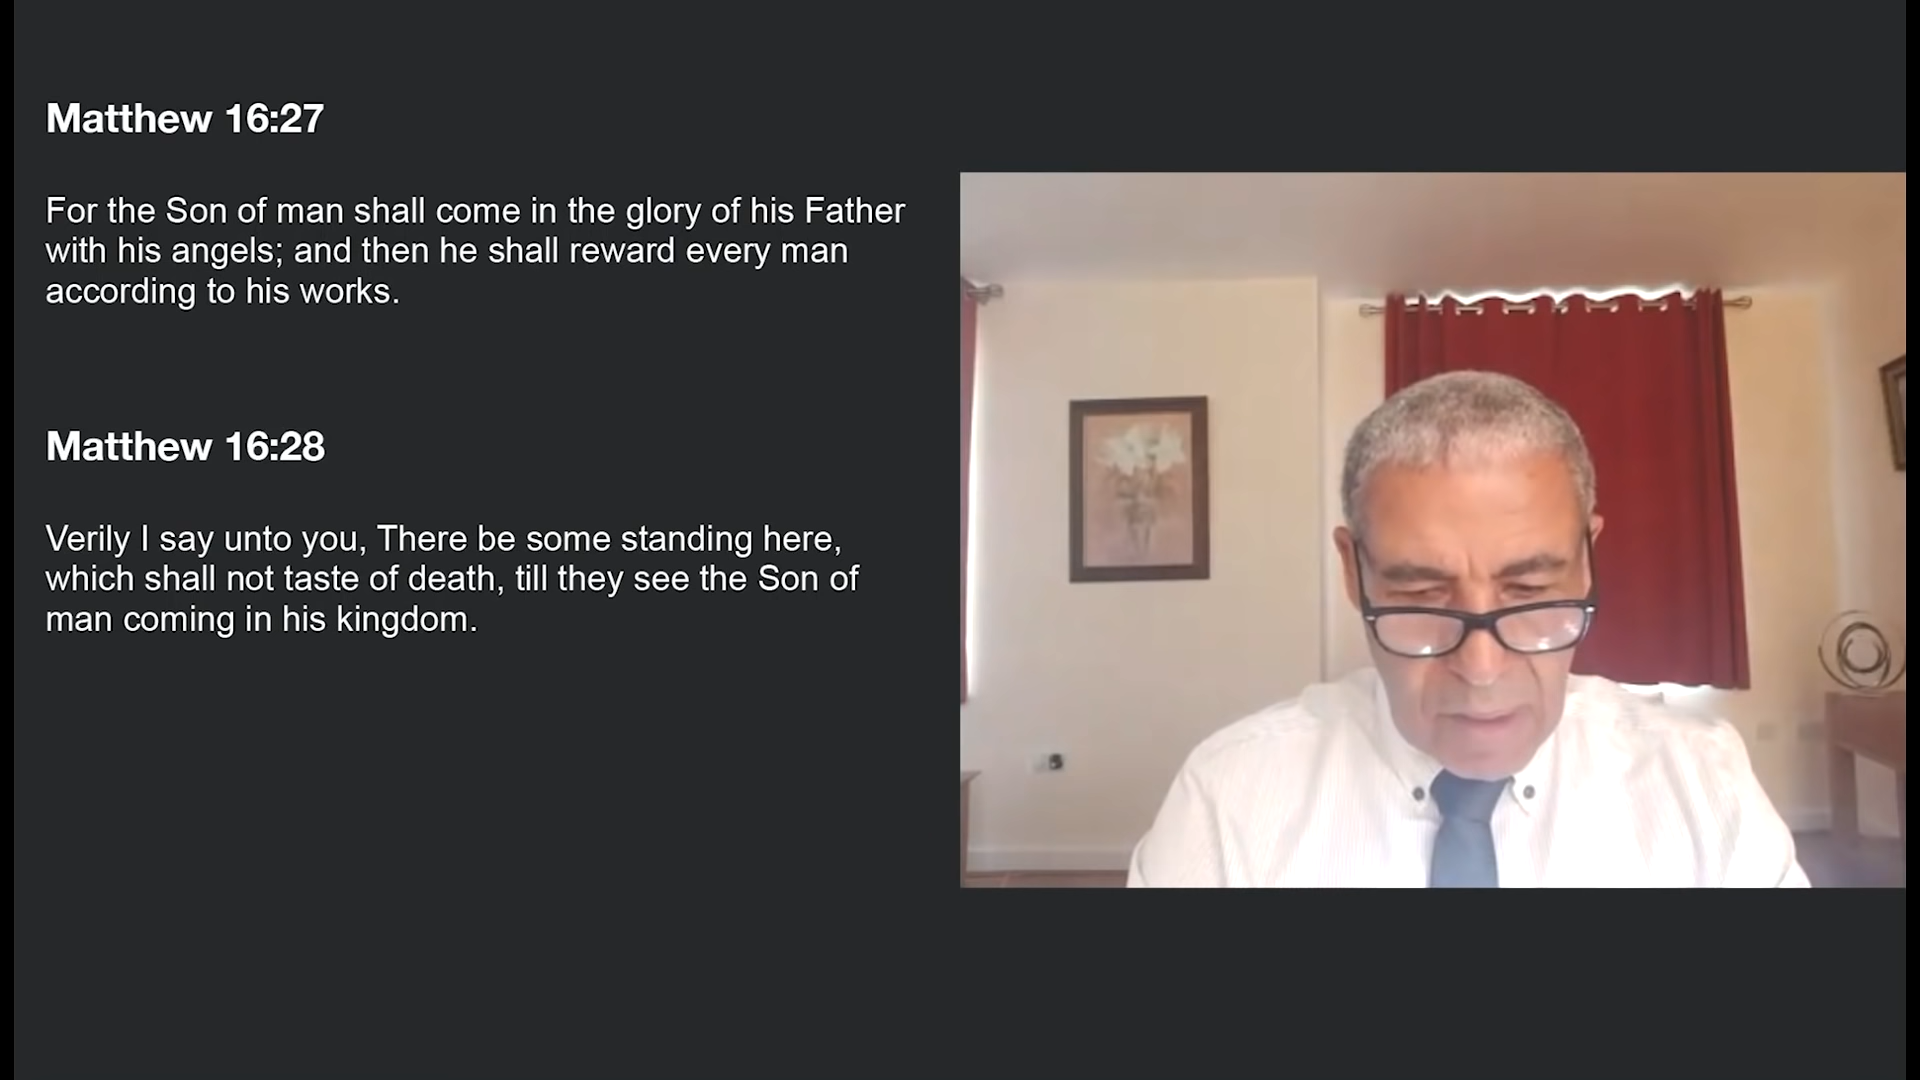 Matthew 16:27
For the Son of man shall come in the glory of his Father
with his angels; and then he shall reward every man
according to his works.
Matthew 16:28
Verily I say unto you, There be some standing here,
which shall not taste of death, till they see the Son of
man coming in his kingdom.